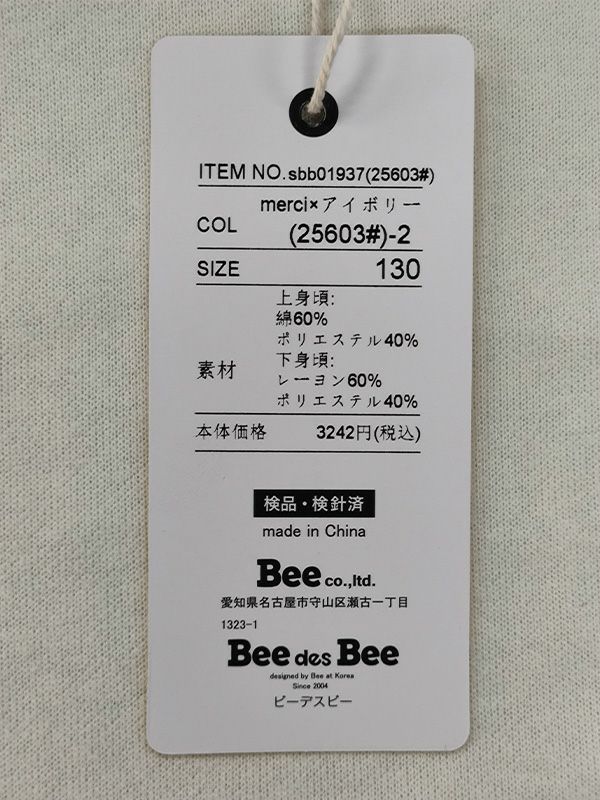 ITEM NO.sbb01937(25603#)
merci×アイボリー
COL
(25603#)-2
SIZE 130
上身頃:
綿60%
ポリエステル40%
素材
下身頃:
レーヨン60%
ポリエステル40%
本体価格 3242円(税込)
検品・検針済
made in China
Bee co.,ltd.
愛知県名古屋市守山区瀬古一丁目
1323-1
Bee des Bee
designed by Bee at Korea
Since 2004
ビーデスビー